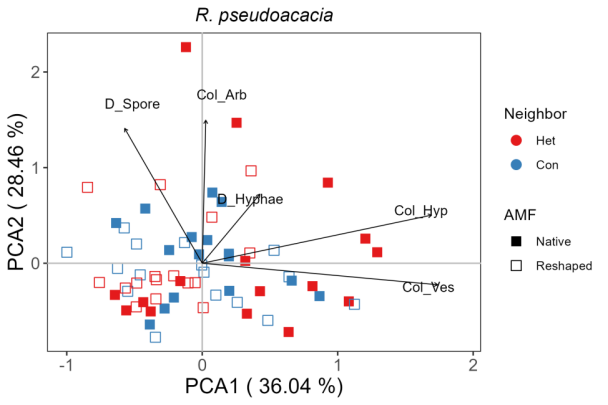 R. pseudoacacia
PCA2 ( 28.46 %)
2
1
0
D_Spore
Col_Arb
D_Hyphae
Col_Hyp
Col_Ves
-1
0
1
2
PCA1 ( 36.04 %)
Neighbor
Het
Con
AMF
Native
Reshaped